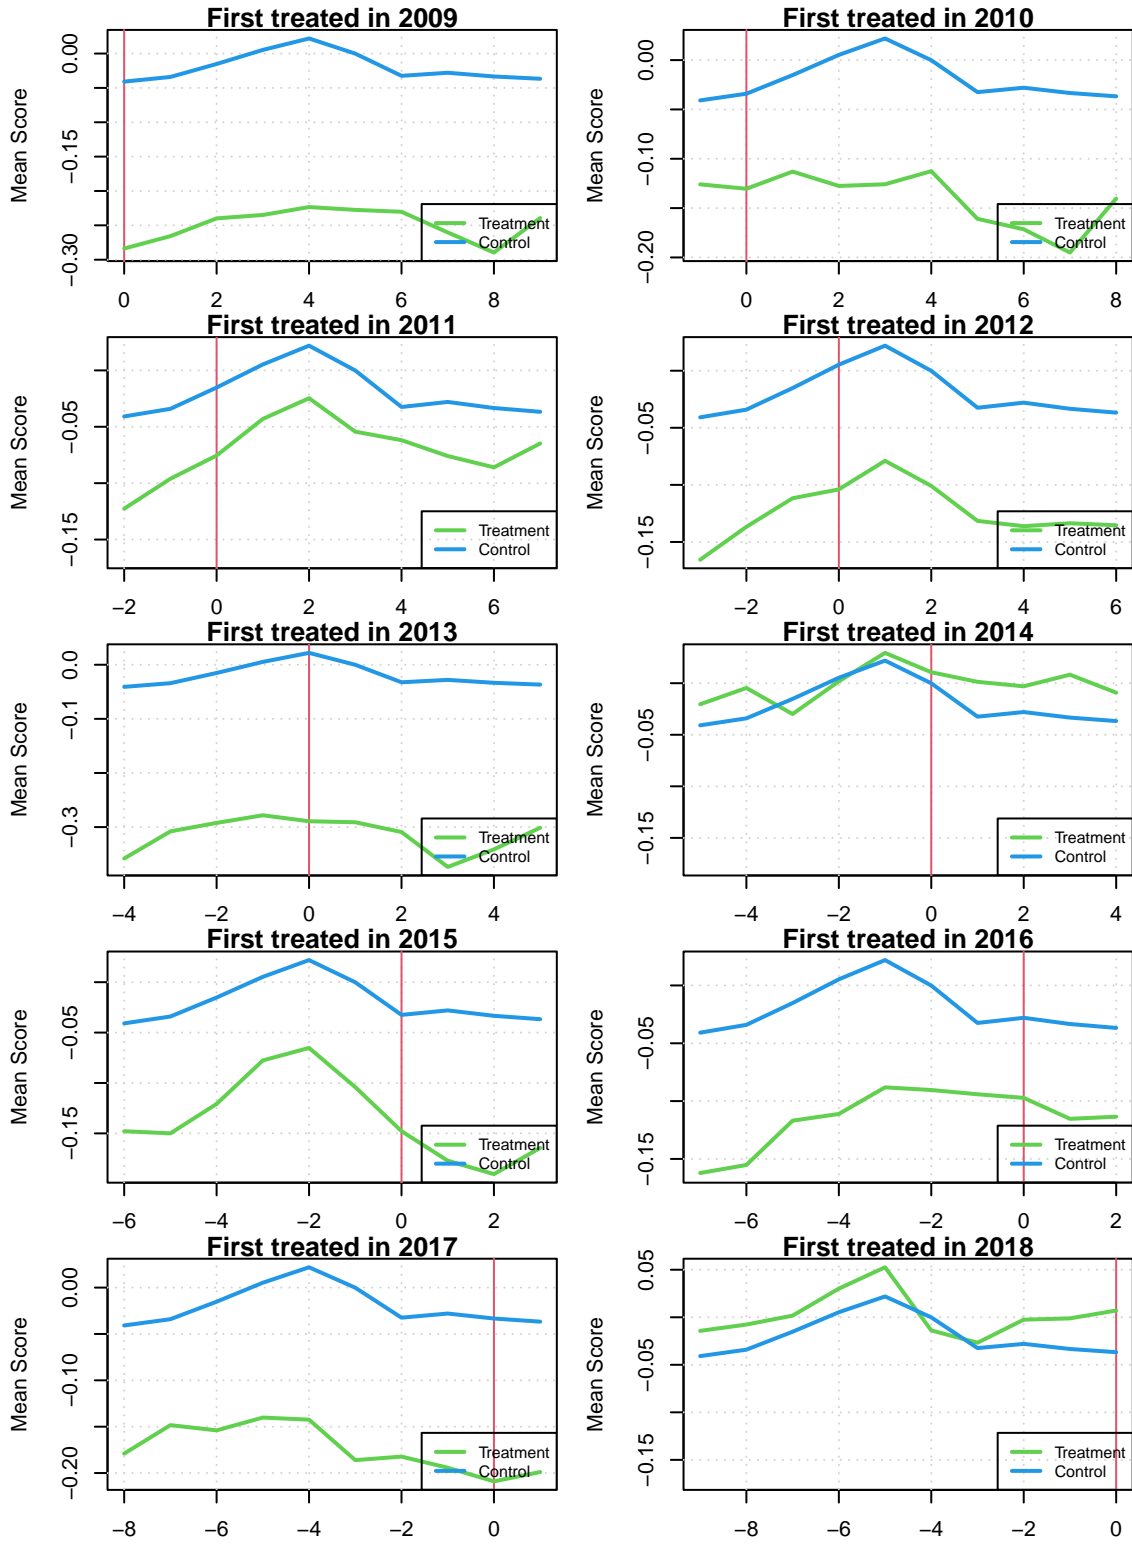 First treated in 2009
Mean Score
0.00
−0.15
−0.30
Treatment
Control
0 2 4 6 8
First treated in 2010
Mean Score
0.00
−0.10
−0.20
Treatment
Control
0 2 4 6 8
First treated in 2011
Mean Score
−0.05
−0.15
Treatment
Control
−2 0 2 4 6
First treated in 2012
Mean Score
−0.05
−0.15
Treatment
Control
−2 0 2 4 6
First treated in 2013
Mean Score
0.0
−0.1
−0.3
Treatment
Control
−4 −2 0 2 4
First treated in 2014
Mean Score
−0.05
−0.15
Treatment
Control
−4 −2 0 2 4
First treated in 2015
Mean Score
−0.05
−0.15
Treatment
Control
−6 −4 −2 0 2
First treated in 2016
Mean Score
−0.05
−0.15
Treatment
Control
−6 −4 −2 0 2
First treated in 2017
Mean Score
0.00
−0.10
−0.20
Treatment
Control
−8 −6 −4 −2 0
First treated in 2018
Mean Score
0.05
−0.05
−0.15
Treatment
Control
−8 −6 −4 −2 0